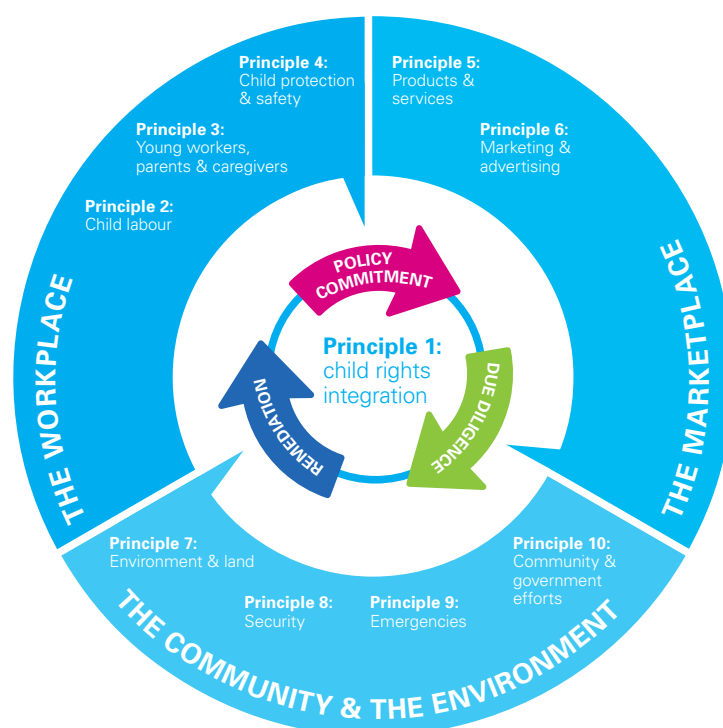 Principle 4:
Child protection
& safety
Principle 3:
Young workers,
parents & caregivers
Principle 2:
Child labour
THE WORKPLACE
Principle 5:
Products &
services
Principle 6:
Marketing &
advertising
THE MARKETPLACE
POLICY
COMMITMENT
DUE DILIGENCE
REMEDIATION
Principle 1:
child rights
integration
Principle 7:
Environment & land
Principle 8:
Security
Principle 9:
Emergencies
Principle 10:
Community &
government
efforts
THE COMMUNITY & THE ENVIRONMENT